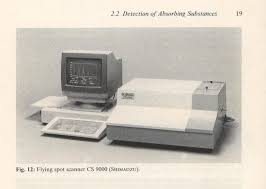 2.2 Detection of Absorbing Substances 19
Fig. 12: Flying spot scanner CS 9000 (SHIMADZU).